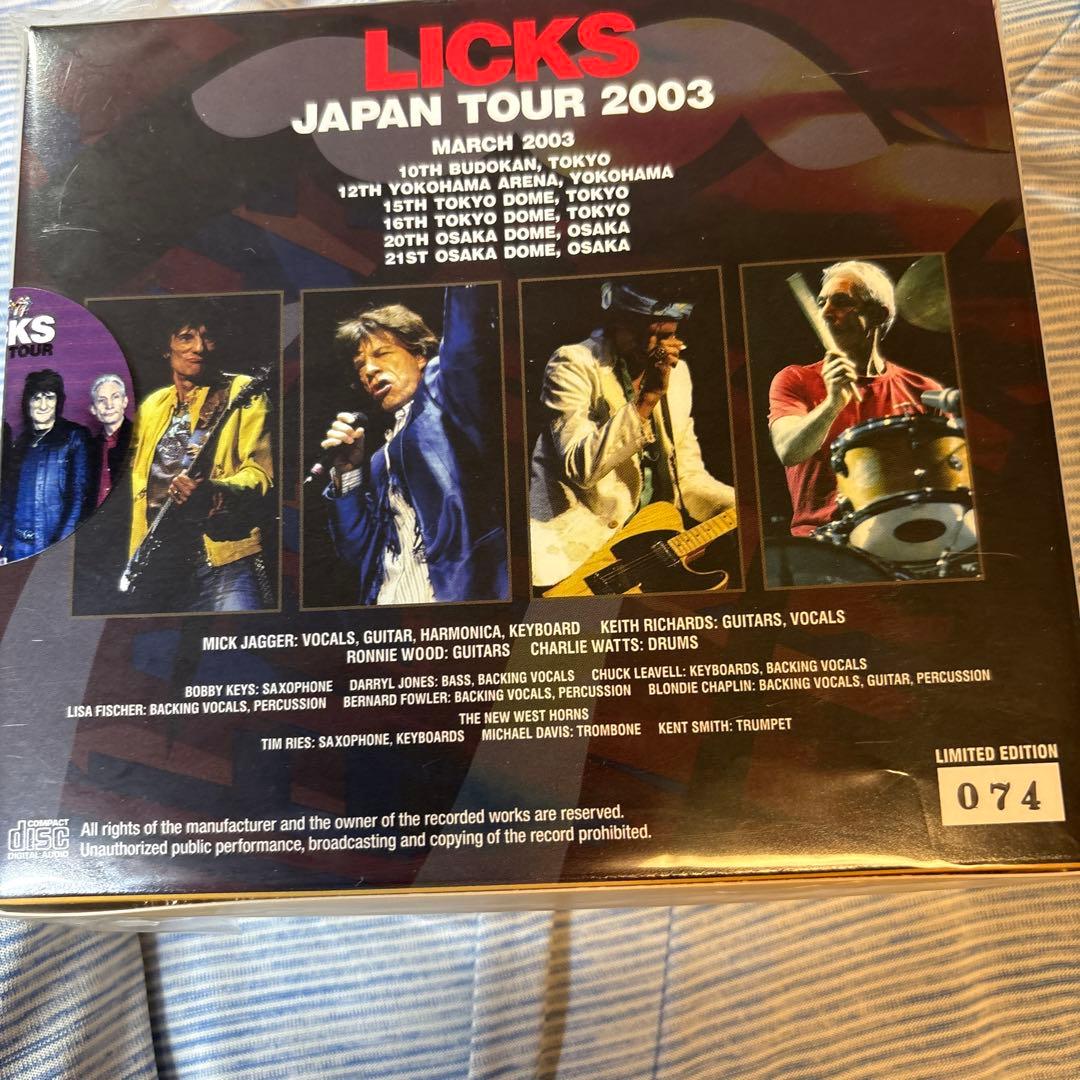 LICKS
JAPAN TOUR 2003
MARCH 2003
10TH BUDOKAN, TOKYO
12TH YOKOHAMA ARENA, YOKOHAMA
15TH TOKYO DOME, TOKYO
16TH TOKYO DOME, TOKYO
20TH OSAKA DOME, OSAKA
21ST OSAKA DOME, OSAKA
KS
TOUR
MICK JAGGER: VOCALS, GUITAR, HARMONICA, KEYBOARD KEITH RICHARDS: GUITARS, VOCALS
RONNIE WOOD: GUITARS CHARLIE WATTS: DRUMS
BOBBY KEYS: SAXOPHONE DARRYL JONES: BASS, BACKING VOCALS CHUCK LEAVELL: KEYBOARDS, BACKING VOCALS
LISA FISCHER: BACKING VOCALS, PERCUSSION BERNARD FOWLER: BACKING VOCALS, PERCUSSION BLONDIE CHAPLIN: BACKING VOCALS, GUITAR, PERCUSSION
THE NEW WEST HORNS
TIM RIES: SAXOPHONE, KEYBOARDS MICHAEL DAVIS: TROMBONE KENT SMITH: TRUMPET
LIMITED EDITION
074
COMPACT
disc
DIGITAL AUDIO
All rights of the manufacturer and the owner of the recorded works are reserved.
Unauthorized public performance, broadcasting and copying of the record prohibited.